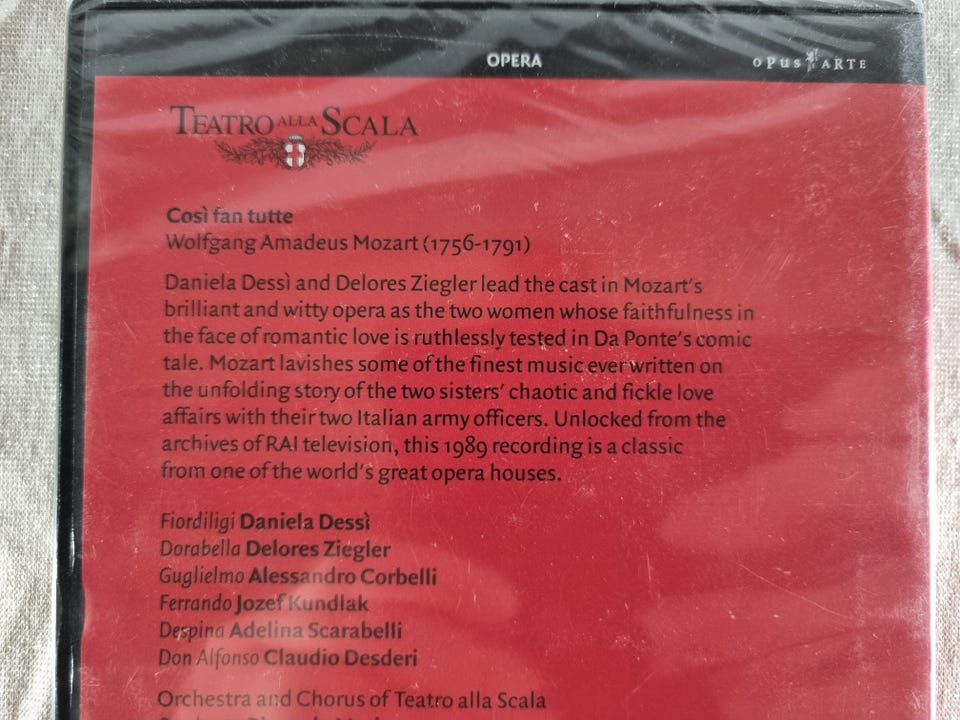 OPERA
OPUS ARTE
TEATRO ALLA SCALA
Così fan tutte
Wolfgang Amadeus Mozart (1756-1791)
Daniela Dessì and Delores Ziegler lead the cast in Mozart's
brilliant and witty opera as the two women whose faithfulness in
the face of romantic love is ruthlessly tested in Da Ponte's comic
tale. Mozart lavishes some of the finest music ever written on
the unfolding story of the two sisters' chaotic and fickle love
affairs with their two Italian army officers. Unlocked from the
archives of RAI television, this 1989 recording is a classic
from one of the world's great opera houses.
Fiordiligi Daniela Dessì
Dorabella Delores Ziegler
Guglielmo Alessandro Corbelli
Ferrando Jozef Kundlak
Despina Adelina Scarabelli
Don Alfonso Claudio Desderi
Orchestra and Chorus of Teatro alla Scala